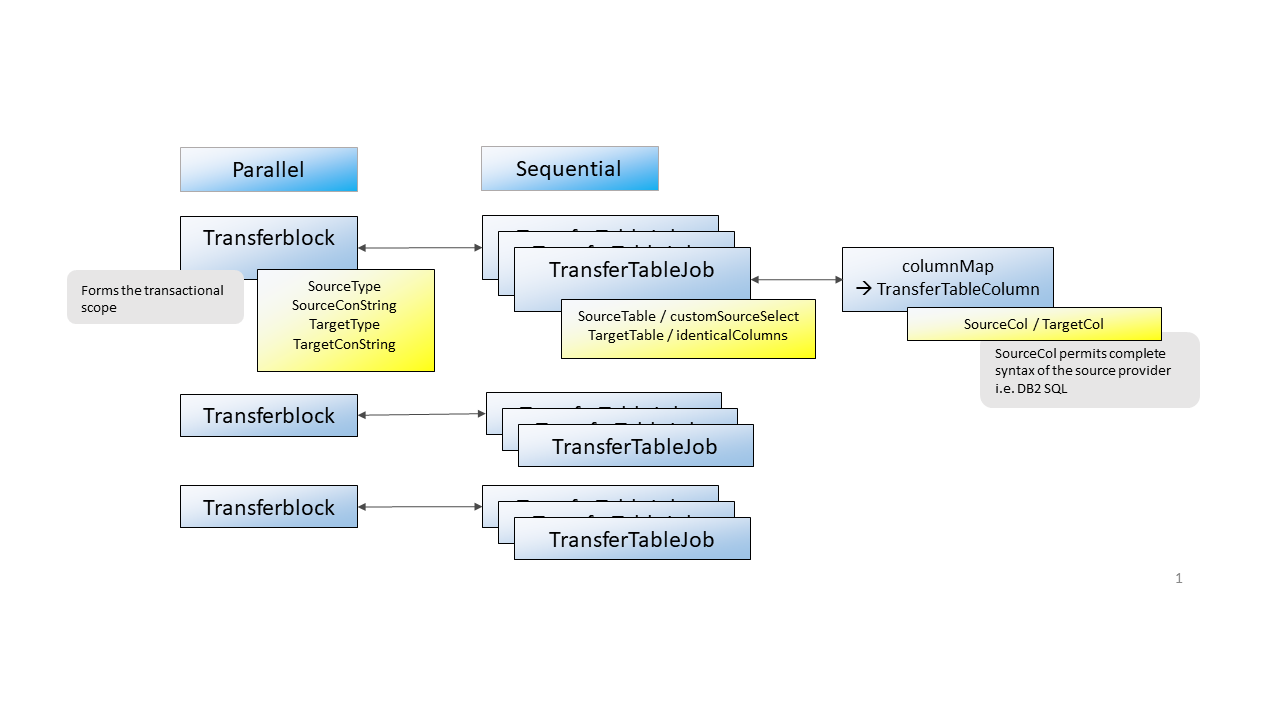 Parallel
Sequential
Transferblock
TransferTableJob
columnMap
→ TransferTableColumn
Forms the transactional
scope
SourceType
SourceConString
TargetType
TargetConString
SourceTable / customSourceSelect
TargetTable / identicalColumns
SourceCol / TargetCol
SourceCol permits complete
syntax of the source provider
i.e. DB2 SQL
Transferblock
TransferTableJob
Transferblock
TransferTableJob
1